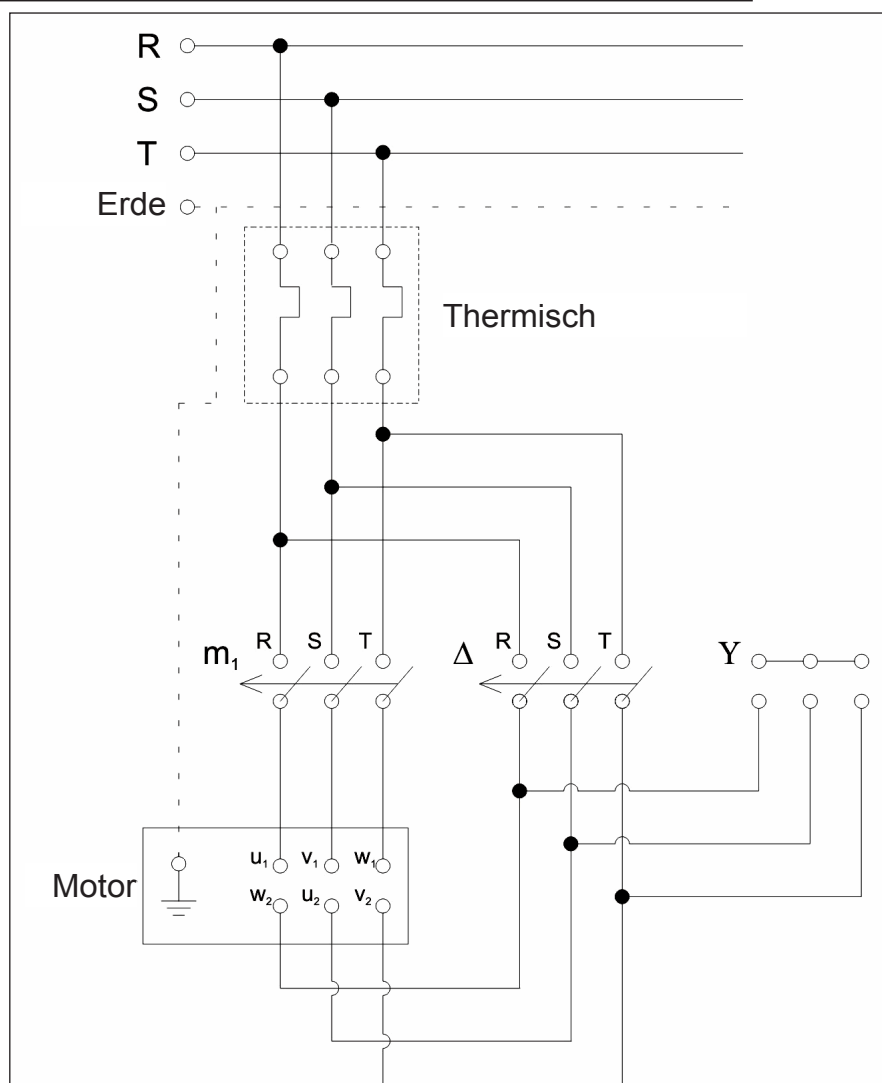 R
S
T
Erde
Thermisch
R S T
m₁
R S T
Δ
Y
u₁ v₁ w₁
w₂ u₂ v₂
Motor